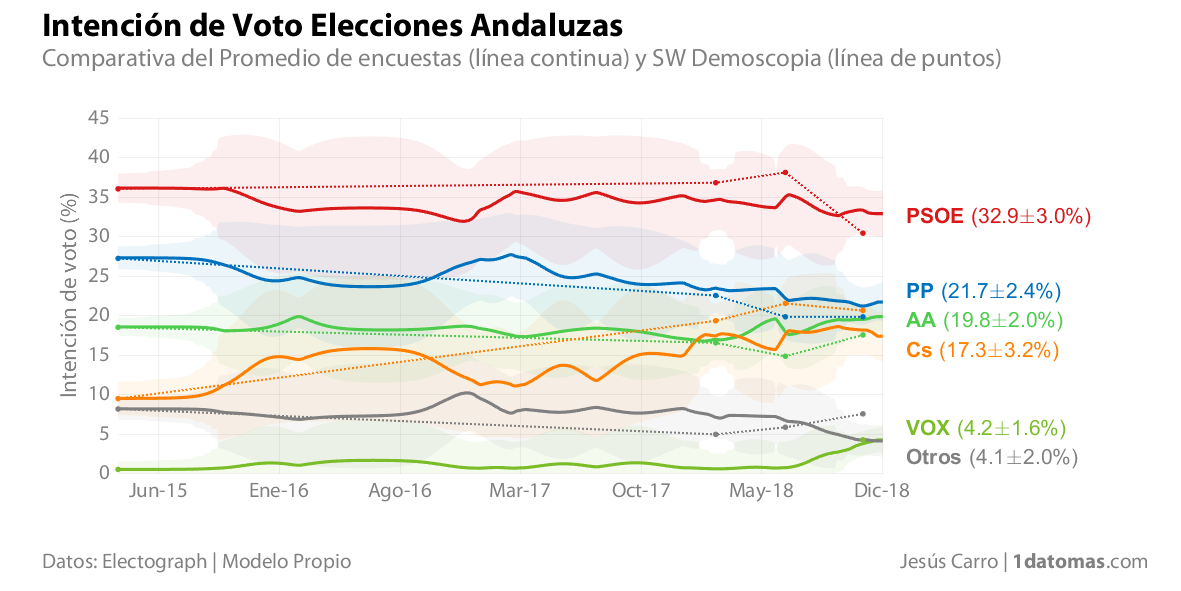 Intención de Voto Elecciones Andaluzas
Comparativa del Promedio de encuestas (línea continua) y SW Demoscopia (línea de puntos)
Intención de voto (%)
45
40
35
30
25
20
15
10
5
0
Jun-15 Ene-16 Ago-16 Mar-17 Oct-17 May-18 Dic-18
PSOE (32.9±3.0%)
PP (21.7±2.4%)
AA (19.8±2.0%)
Cs (17.3±3.2%)
VOX (4.2±1.6%)
Otros (4.1±2.0%)
Datos: Electograph | Modelo Propio
Jesús Carro | 1datomas.com